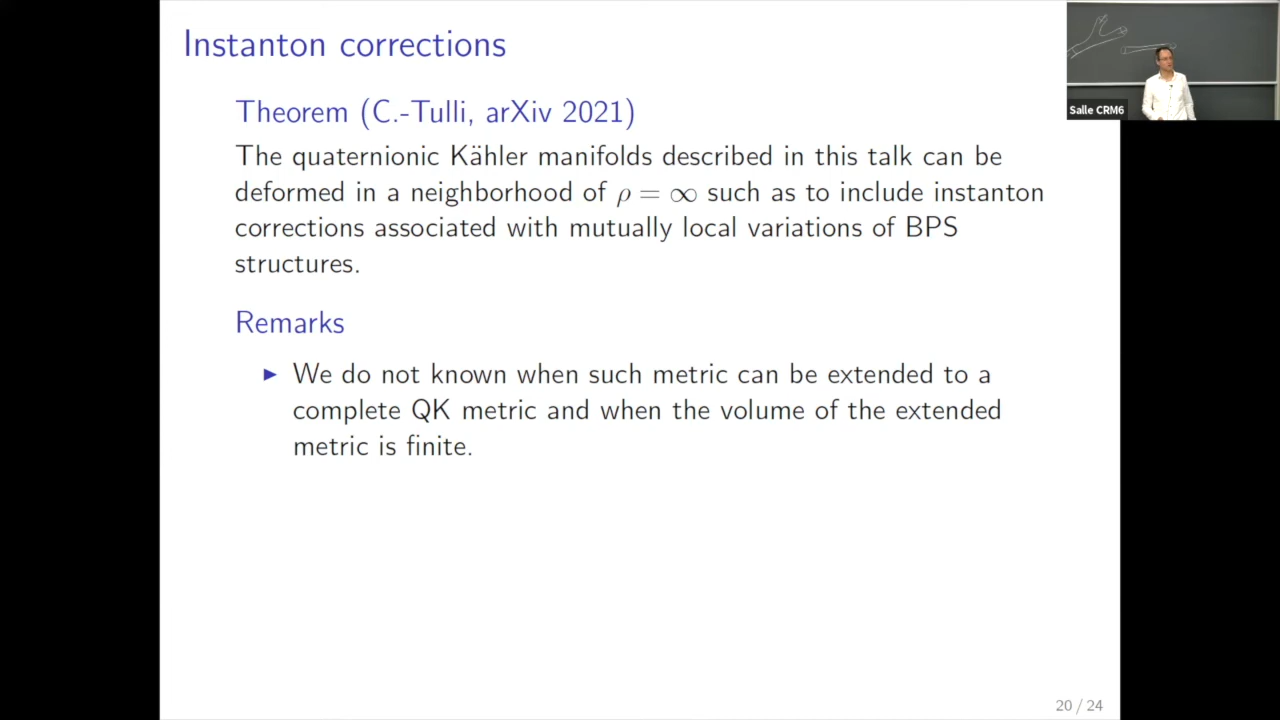 Instanton corrections
Theorem (C.-Tulli, arXiv 2021)
The quaternionic Kähler manifolds described in this talk can be
deformed in a neighborhood of ρ = ∞ such as to include instanton
corrections associated with mutually local variations of BPS
structures.
Remarks
▶ We do not known when such metric can be extended to a
complete QK metric and when the volume of the extended
metric is finite.
20 / 24
Salle CRM6